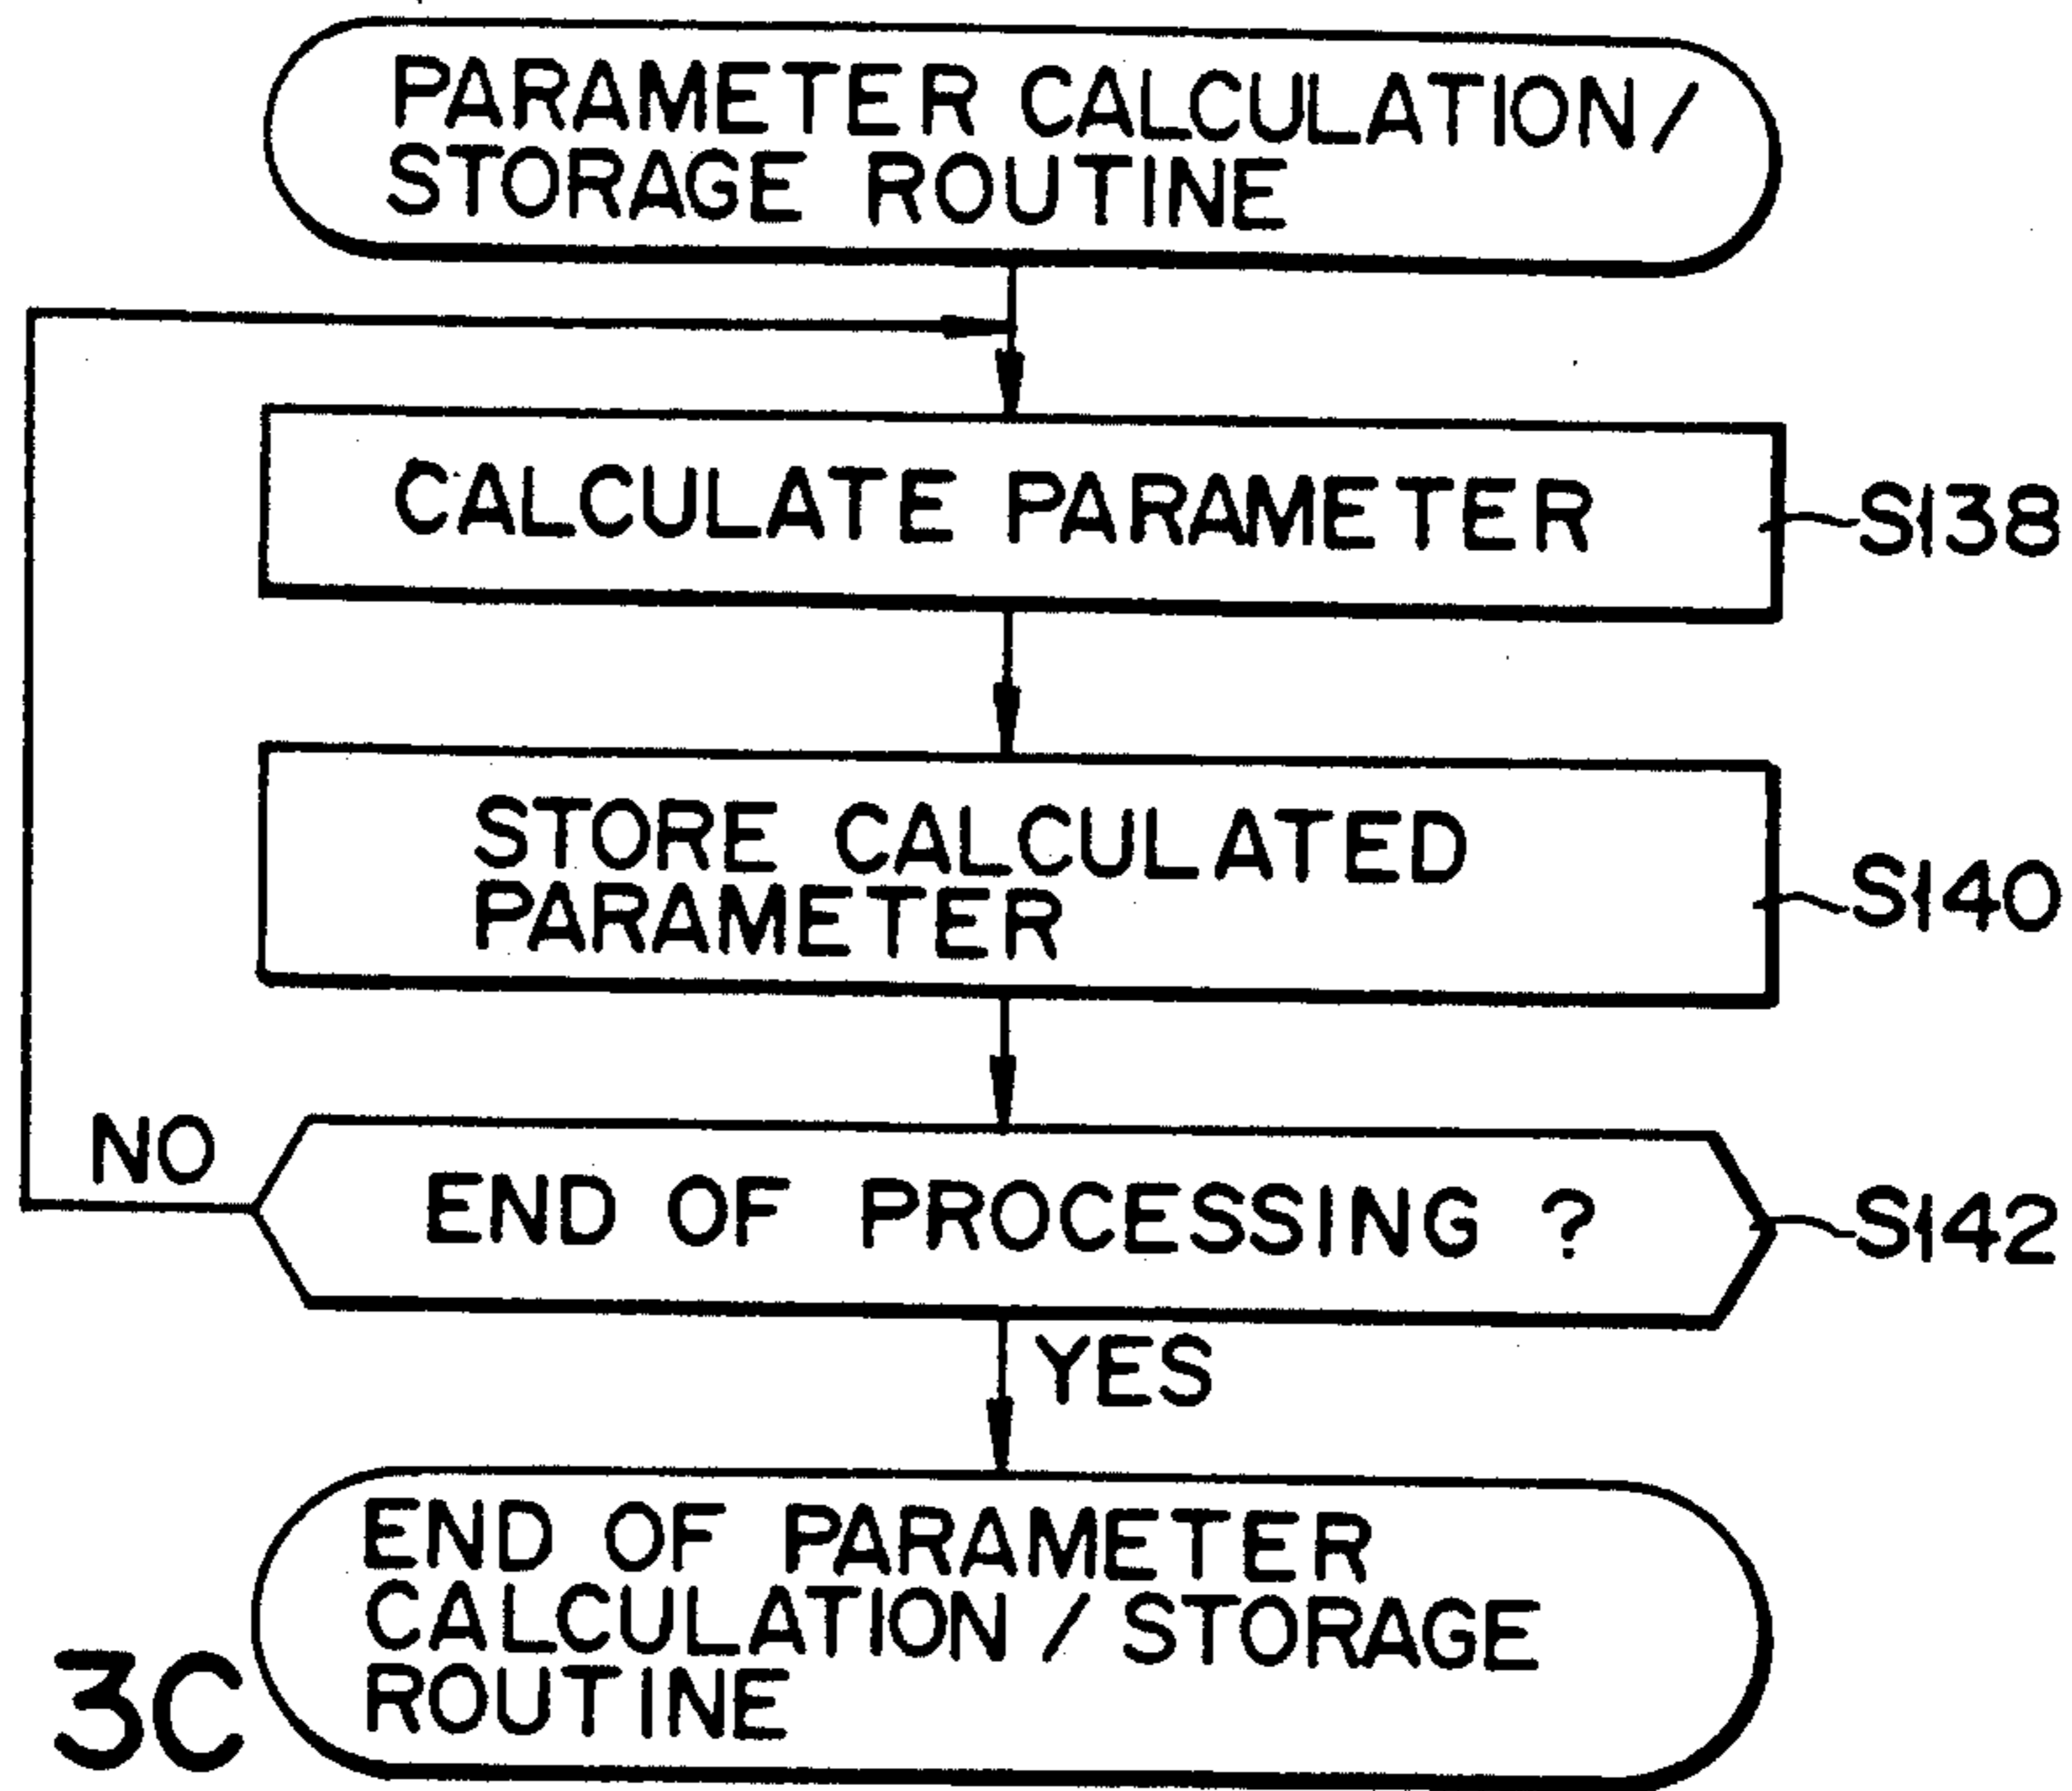 PARAMETER CALCULATION/
STORAGE ROUTINE
CALCULATE PARAMETER
S138
STORE CALCULATED
PARAMETER
S140
NO
END OF PROCESSING ?
S142
YES
END OF PARAMETER
CALCULATION / STORAGE
ROUTINE
3C